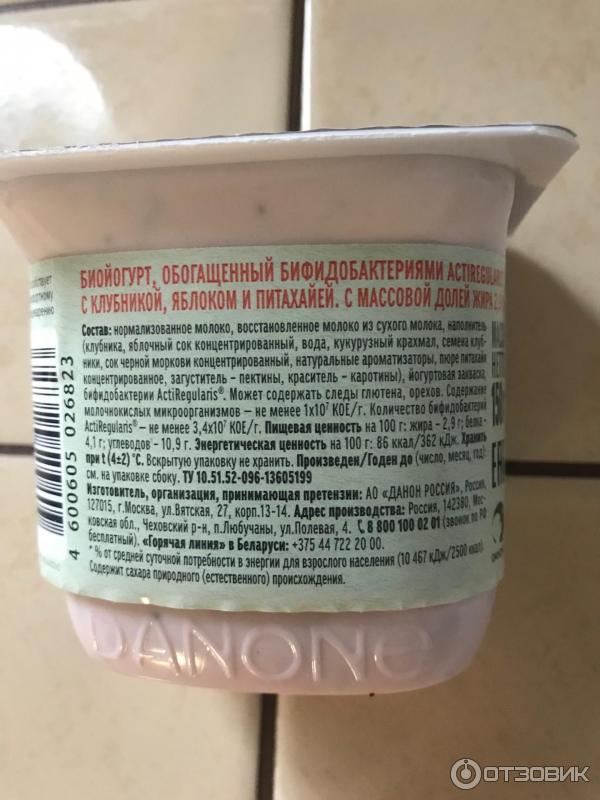 БИОЙОГУРТ, ОБОГАЩЕННЫЙ БИФИДОБАКТЕРИЯМИ ACTIREGULARIS
С КЛУБНИКОЙ, ЯБЛОКОМ И ПИТАХАЙЕЙ. С МАССОВОЙ ДОЛЕЙ ЖИРА
Состав: нормализованное молоко, восстановленное молоко из сухого молока, наполнитель
(клубника, яблочный сок концентрированный, вода, кукурузный крахмал, семена клуб-
ники, сок черной моркови концентрированный, натуральные ароматизаторы, пюре питахайи
концентрированное, загуститель - пектины, краситель - каротины), йогуртовая закваска,
бифидобактерии ActiRegularis®. Может содержать следы глютена, орехов. Содержание
молочнокислых микроорганизмов – не менее 1х10⁷ КОЕ/г. Количество бифидобактерий
ActiRegularis® – не менее 3,4х10⁶ КОЕ/г. Пищевая ценность на 100 г: жира - 2,9 г; белка -
4,1 г; углеводов - 10,9 г. Энергетическая ценность на 100 г: 86 ккал/362 кДж. Хранить
при t (4±2) °С. Вскрытую упаковку не хранить. Произведен/Годен до (число, месяц, год):
см. на упаковке сбоку. ТУ 10.51.52-096-13605199
Изготовитель, организация, принимающая претензии: АО «ДАНОН РОССИЯ», Россия,
127015, г.Москва, ул.Вятская, 27, корп.13-14. Адрес производства: Россия, 142380, Мос-
ковская обл., Чеховский р-н, п.Любучаны, ул.Полевая, 4. 8 800 100 02 01 (звонок по РФ
бесплатный). «Горячая линия» в Беларуси: +375 44 722 20 00.
* % от средней суточной потребности в энергии для взрослого населения (10 467 кДж/2500 ккал).
Содержит сахара природного (естественного) происхождения.
4 600605 026823
DANONE
ОТЗОВИК